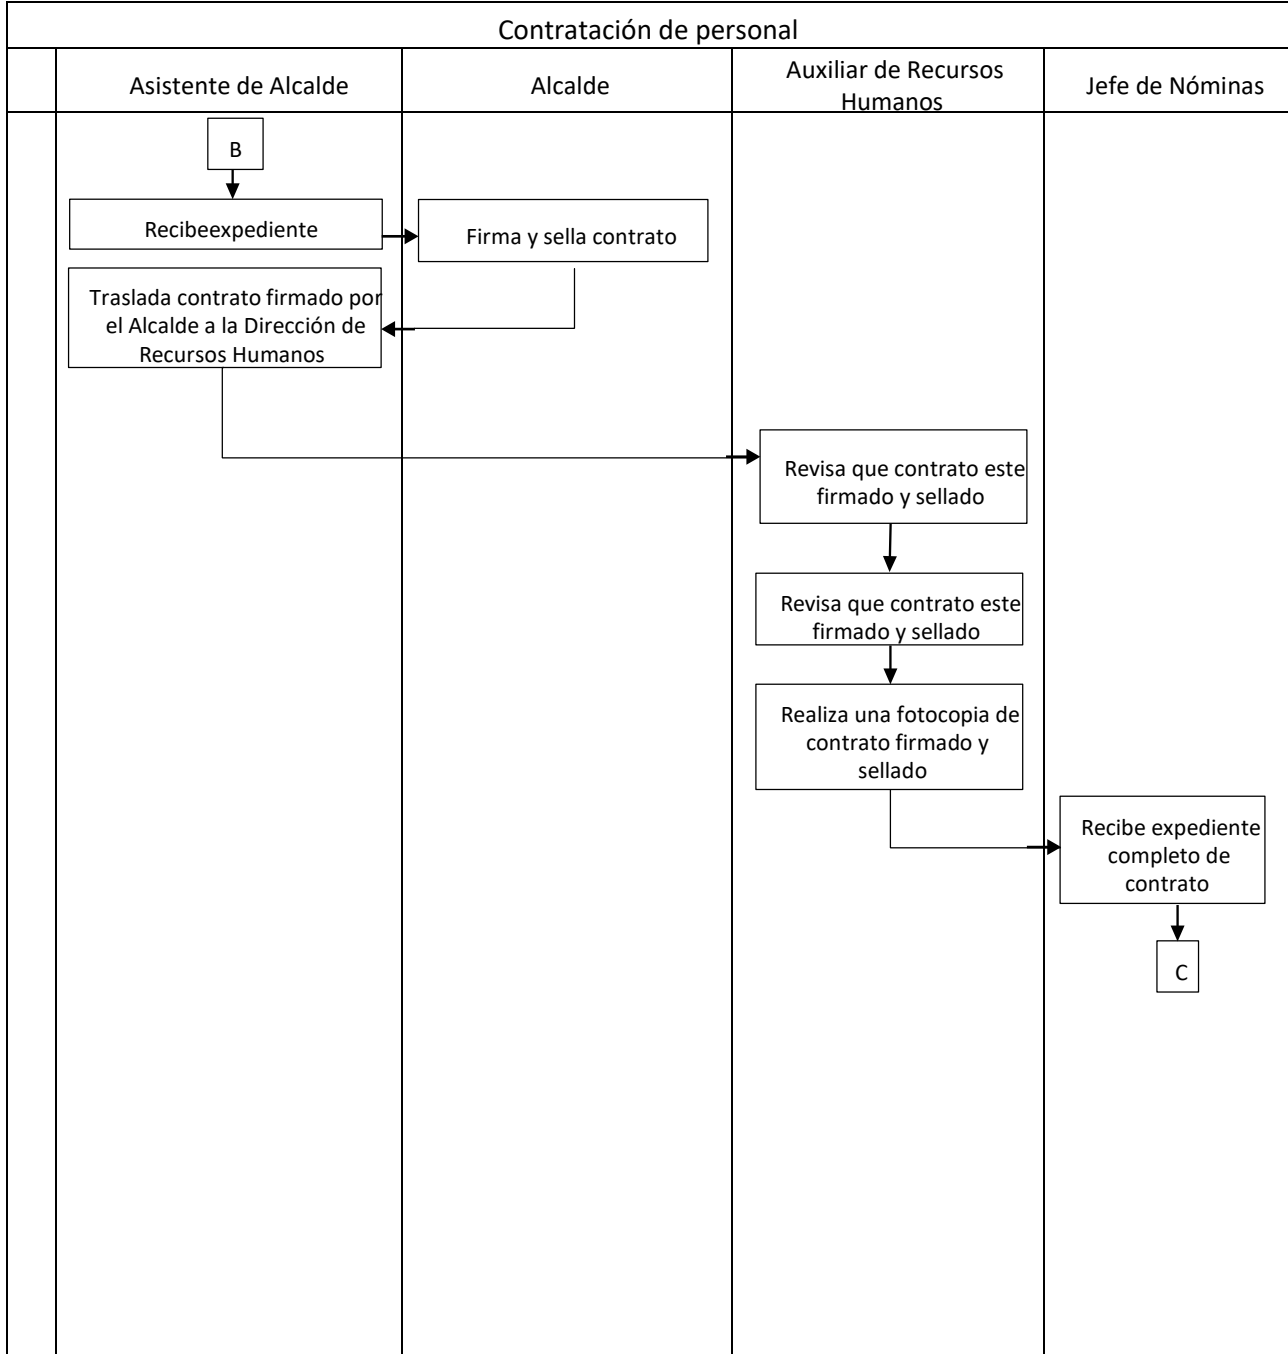 Contratación de personal
Asistente de Alcalde
Alcalde
Auxiliar de Recursos
Humanos
Jefe de Nóminas
B
Recibeexpediente
Firma y sella contrato
Traslada contrato firmado por
el Alcalde a la Dirección de
Recursos Humanos
Revisa que contrato este
firmado y sellado
Revisa que contrato este
firmado y sellado
Realiza una fotocopia de
contrato firmado y
sellado
Recibe expediente
completo de
contrato
C